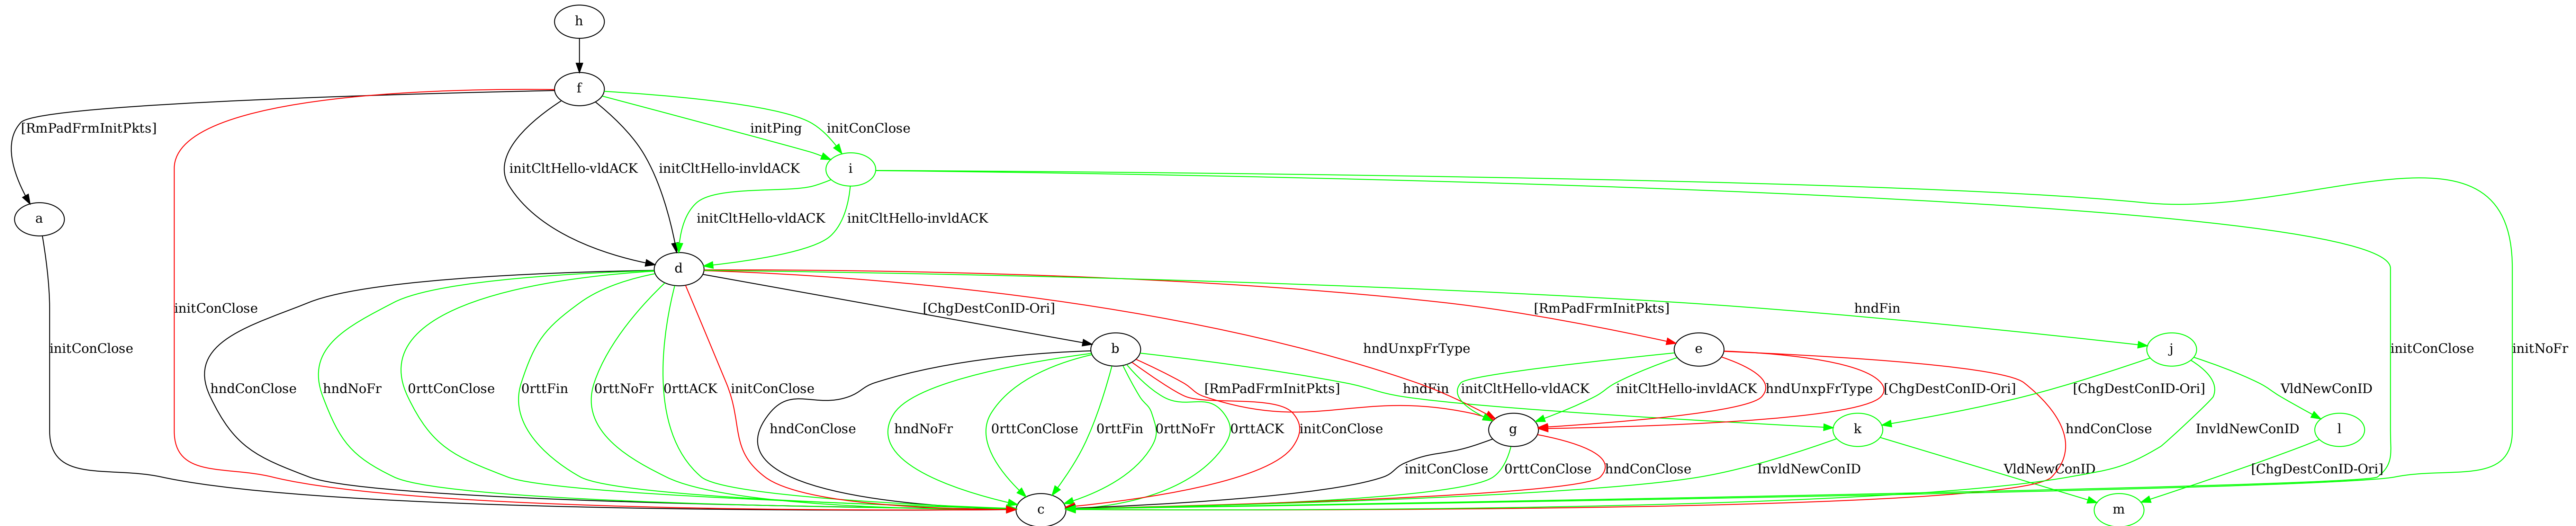 h
f
[RmPadFrmInitPkts]
initPing
initConClose
initCltHello-vldACK
initCltHello-invldACK
i
a
initCltHello-vldACK
initCltHello-invldACK
d
initConClose
[ChgDestConID-Ori]
[RmPadFrmInitPkts]
hndFin
initConClose
b
hndUnxpFrType
e
j
initConClose
initNoFr
hndConClose
hndNoFr
0rttConClose
0rttFin
0rttNoFr
0rttACK
initConClose
[RmPadFrmInitPkts]
hndFin
initCltHello-vldACK
initCltHello-invldACK
hndUnxpFrType
[ChgDestConID-Ori]
[ChgDestConID-Ori]
VldNewConID
hndConClose
hndNoFr
0rttConClose
0rttFin
0rttNoFr
0rttACK
initConClose
g
k
hndConClose
InvldNewConID
l
initConClose
0rttConClose
hndConClose
InvldNewConID
VldNewConID
[ChgDestConID-Ori]
c
m